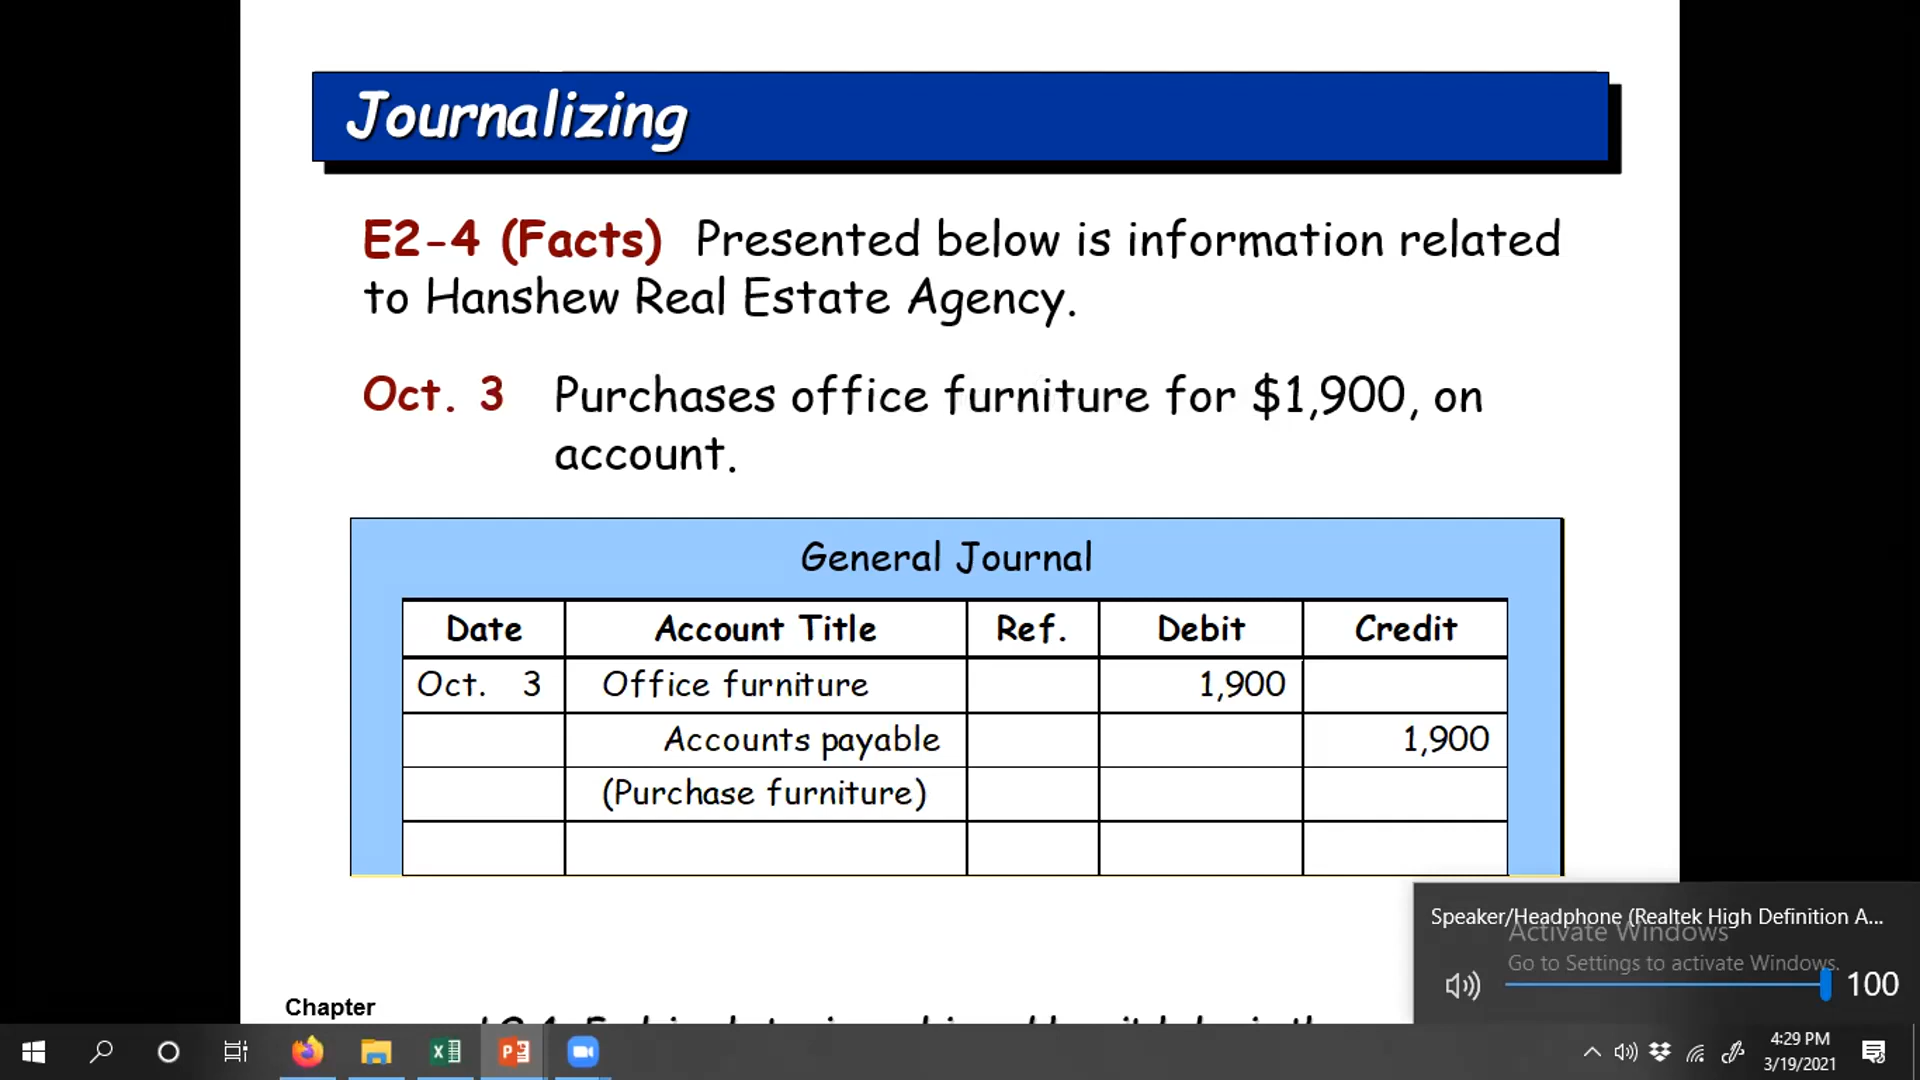 Journalizing
E2-4 (Facts) Presented below is information related
to Hanshew Real Estate Agency.
Oct. 3 Purchases office furniture for $1,900, on
account.
General Journal
Date Account Title Ref. Debit Credit
Oct. 3 Office furniture 1,900
Accounts payable 1,900
(Purchase furniture)
Speaker/Headphone (Realtek High Definition A...
Activate Windows
Go to Settings to activate Windows.
100
Chapter
4:29 PM
3/19/2021